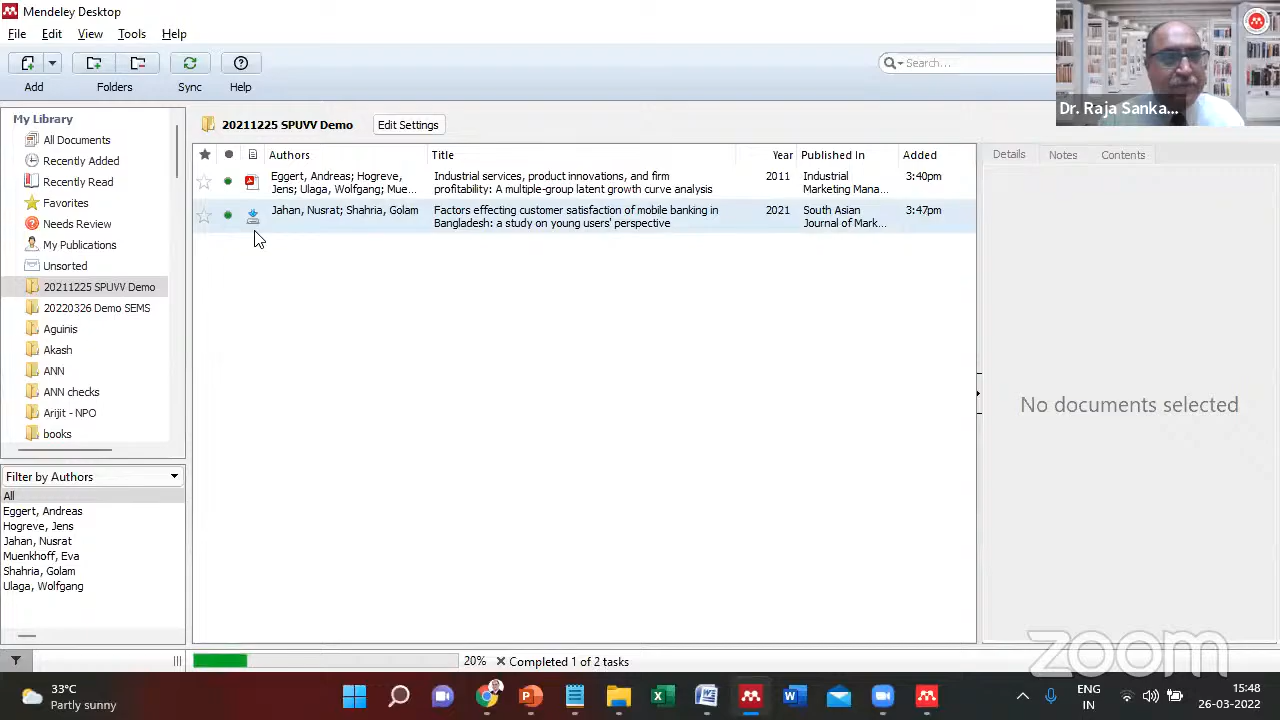 Mendeley Desktop
File Edit View Tools Help
Search...
Add Folders Sync Help
Dr. Raja Sanka...
My Library
All Documents
Recently Added
Recently Read
Favorites
Needs Review
My Publications
Unsorted
20211225 SPUVV Demo
20220326 Demo SEMS
Aguinis
Akash
ANN
ANN checks
Arijit - NPO
books
Filter by Authors
All
Eggert, Andreas
Hogreve, Jens
Jahan, Nusrat
Muenkhoff, Eva
Shahria, Golam
Ulaga, Wolfgang
20211225 SPUVV Demo Edit Settings
Authors Title Year Published In Added
Eggert, Andreas; Hogreve, Industrial services, product innovations, and firm 2011 Industrial 3:40pm
Jens; Ulaga, Wolfgang; Mue... profitability: A multiple-group latent growth curve analysis Marketing Mana...
Jahan, Nusrat; Shahria, Golam Factors effecting customer satisfaction of mobile banking in 2021 South Asian 3:47pm
Bangladesh: a study on young users' perspective Journal of Mark...
Details Notes Contents
No documents selected
20% Completed 1 of 2 tasks
zoom
33°C
Partly sunny
ENG
IN
15:48
26-03-2022